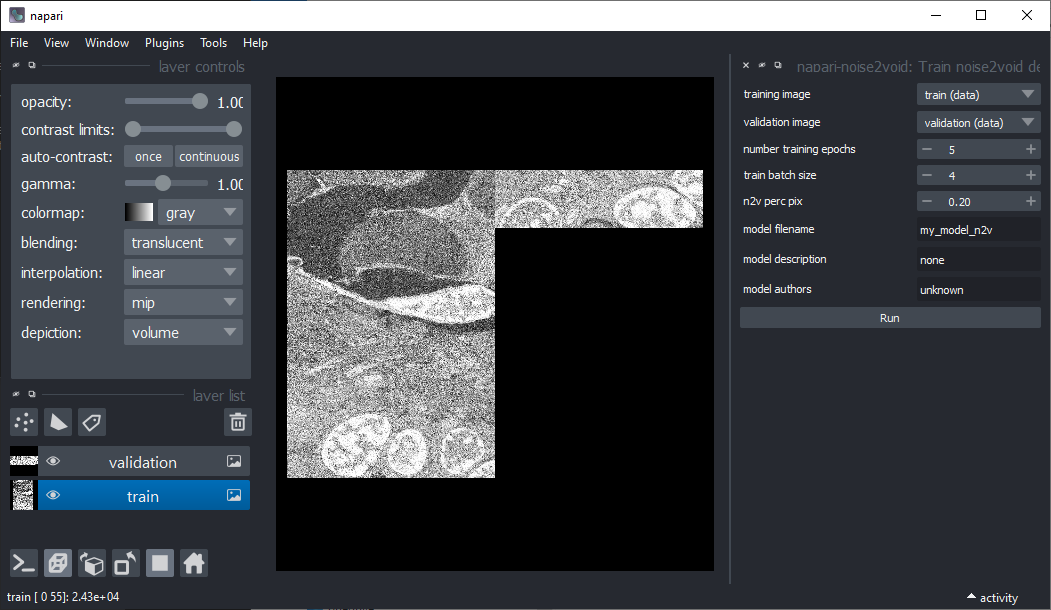 napari
File View Window Plugins Tools Help
layer controls
opacity: 1.00
contrast limits:
auto-contrast: once continuous
gamma: 1.00
colormap: gray
blending: translucent
interpolation: linear
rendering: mip
depiction: volume
layer list
validation
train
train [ 0 55]: 2.43e+04
napari-noise2void: Train noise2void de
training image train (data)
validation image validation (data)
number training epochs 5
train batch size 4
n2v perc pix 0.20
model filename my_model_n2v
model description none
model authors unknown
Run
activity